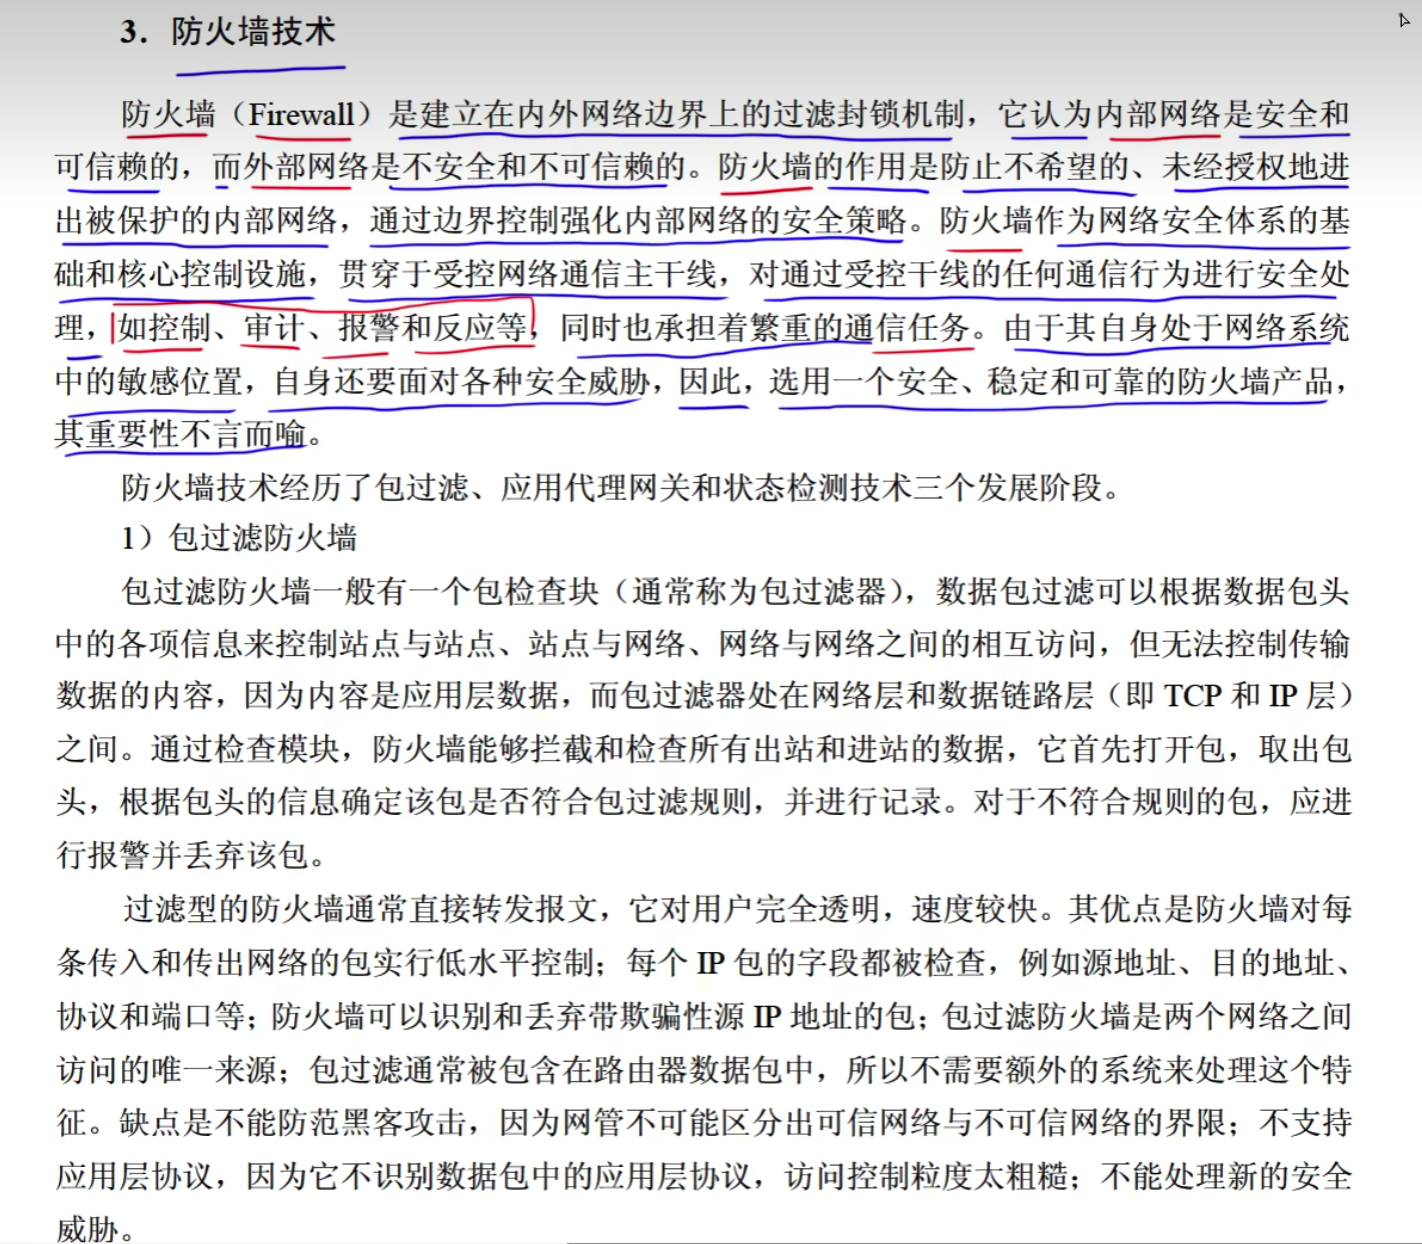 3. 防火墙技术
防火墙（Firewall）是建立在内外网络边界上的过滤封锁机制，它认为内部网络是安全和
可信赖的，而外部网络是不安全和不可信赖的。防火墙的作用是防止不希望的、未经授权地进
出被保护的内部网络，通过边界控制强化内部网络的安全策略。防火墙作为网络安全体系的基
础和核心控制设施，贯穿于受控网络通信主干线，对通过受控干线的任何通信行为进行安全处
理，如控制、审计、报警和反应等，同时也承担着繁重的通信任务。由于其自身处于网络系统
中的敏感位置，自身还要面对各种安全威胁，因此，选用一个安全、稳定和可靠的防火墙产品，
其重要性不言而喻。
防火墙技术经历了包过滤、应用代理网关和状态检测技术三个发展阶段。
1）包过滤防火墙
包过滤防火墙一般有一个包检查块（通常称为包过滤器），数据包过滤可以根据数据包头
中的各项信息来控制站点与站点、站点与网络、网络与网络之间的相互访问，但无法控制传输
数据的内容，因为内容是应用层数据，而包过滤器处在网络层和数据链路层（即 TCP 和 IP 层）
之间。通过检查模块，防火墙能够拦截和检查所有出站和进站的数据，它首先打开包，取出包
头，根据包头的信息确定该包是否符合包过滤规则，并进行记录。对于不符合规则的包，应进
行报警并丢弃该包。
过滤型的防火墙通常直接转发报文，它对用户完全透明，速度较快。其优点是防火墙对每
条传入和传出网络的包实行低水平控制；每个 IP 包的字段都被检查，例如源地址、目的地址、
协议和端口等；防火墙可以识别和丢弃带欺骗性源 IP 地址的包；包过滤防火墙是两个网络之间
访问的唯一来源；包过滤通常被包含在路由器数据包中，所以不需要额外的系统来处理这个特
征。缺点是不能防范黑客攻击，因为网管不可能区分出可信网络与不可信网络的界限；不支持
应用层协议，因为它不识别数据包中的应用层协议，访问控制粒度太粗糙；不能处理新的安全
威胁。